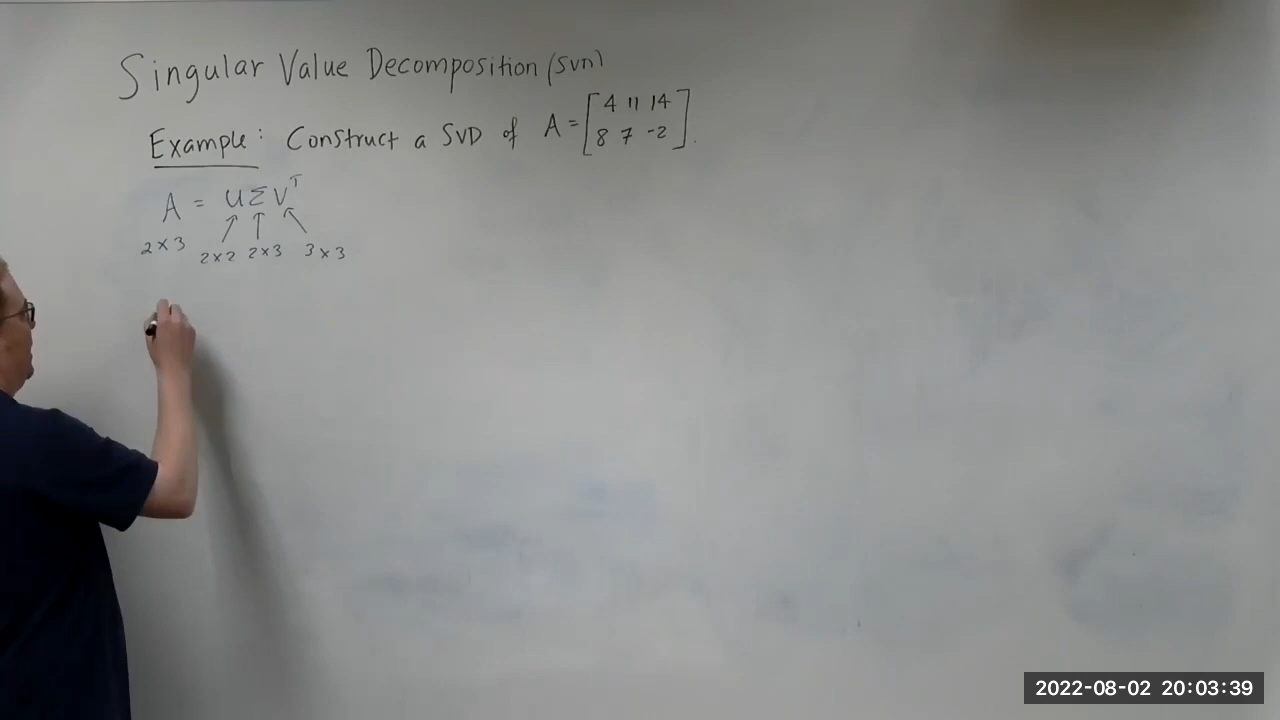 Singular Value Decomposition (SVD)
Example: Construct a SVD of A = [4 11 14
8 7 -2].
A = U Σ V^T
2×3 2×2 2×3 3×3
2022-08-02 20:03:39